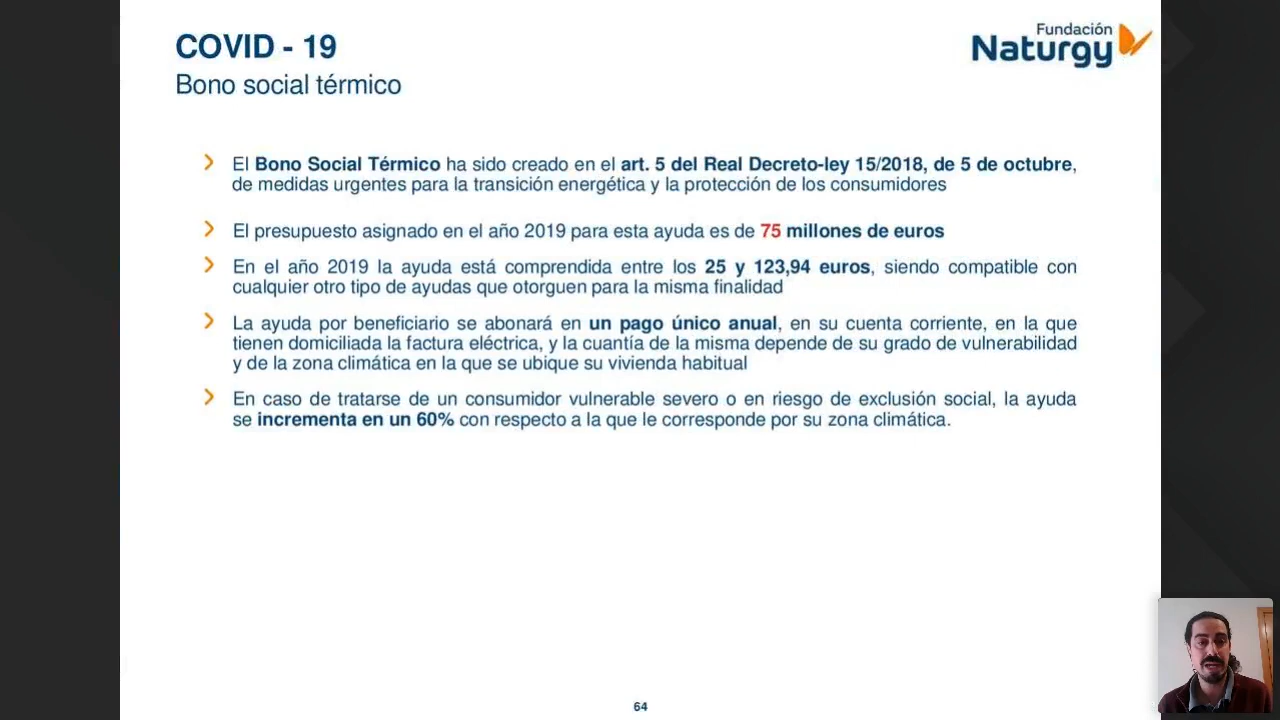 COVID - 19
Bono social térmico
Fundación
Naturgy
El Bono Social Térmico ha sido creado en el art. 5 del Real Decreto-ley 15/2018, de 5 de octubre,
de medidas urgentes para la transición energética y la protección de los consumidores
El presupuesto asignado en el año 2019 para esta ayuda es de 75 millones de euros
En el año 2019 la ayuda está comprendida entre los 25 y 123,94 euros, siendo compatible con
cualquier otro tipo de ayudas que otorguen para la misma finalidad
La ayuda por beneficiario se abonará en un pago único anual, en su cuenta corriente, en la que
tienen domiciliada la factura eléctrica, y la cuantía de la misma depende de su grado de vulnerabilidad
y de la zona climática en la que se ubique su vivienda habitual
En caso de tratarse de un consumidor vulnerable severo o en riesgo de exclusión social, la ayuda
se incrementa en un 60% con respecto a la que le corresponde por su zona climática.
64